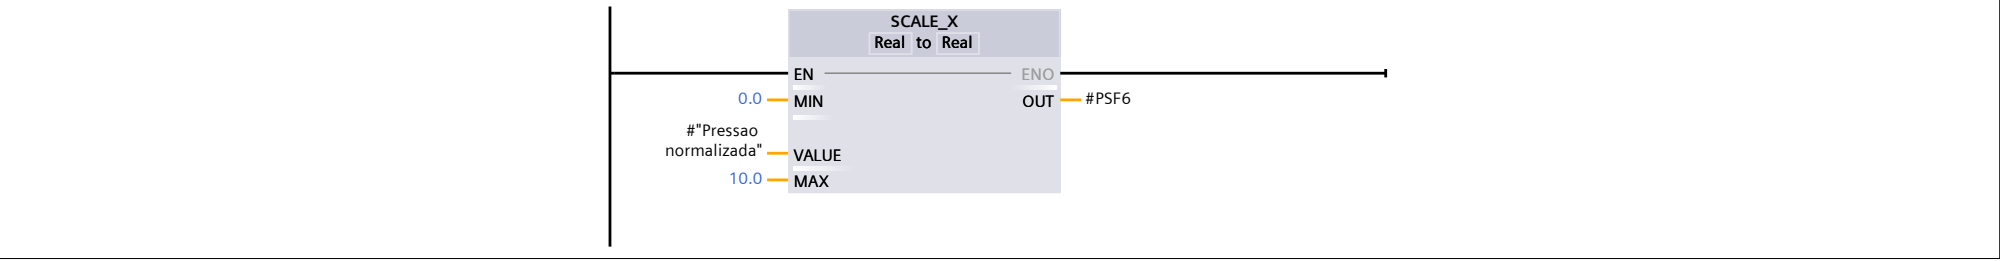 SCALE_X
Real to Real
EN ENO
0.0 MIN OUT #PSF6
#"Pressao
normalizada" VALUE
10.0 MAX